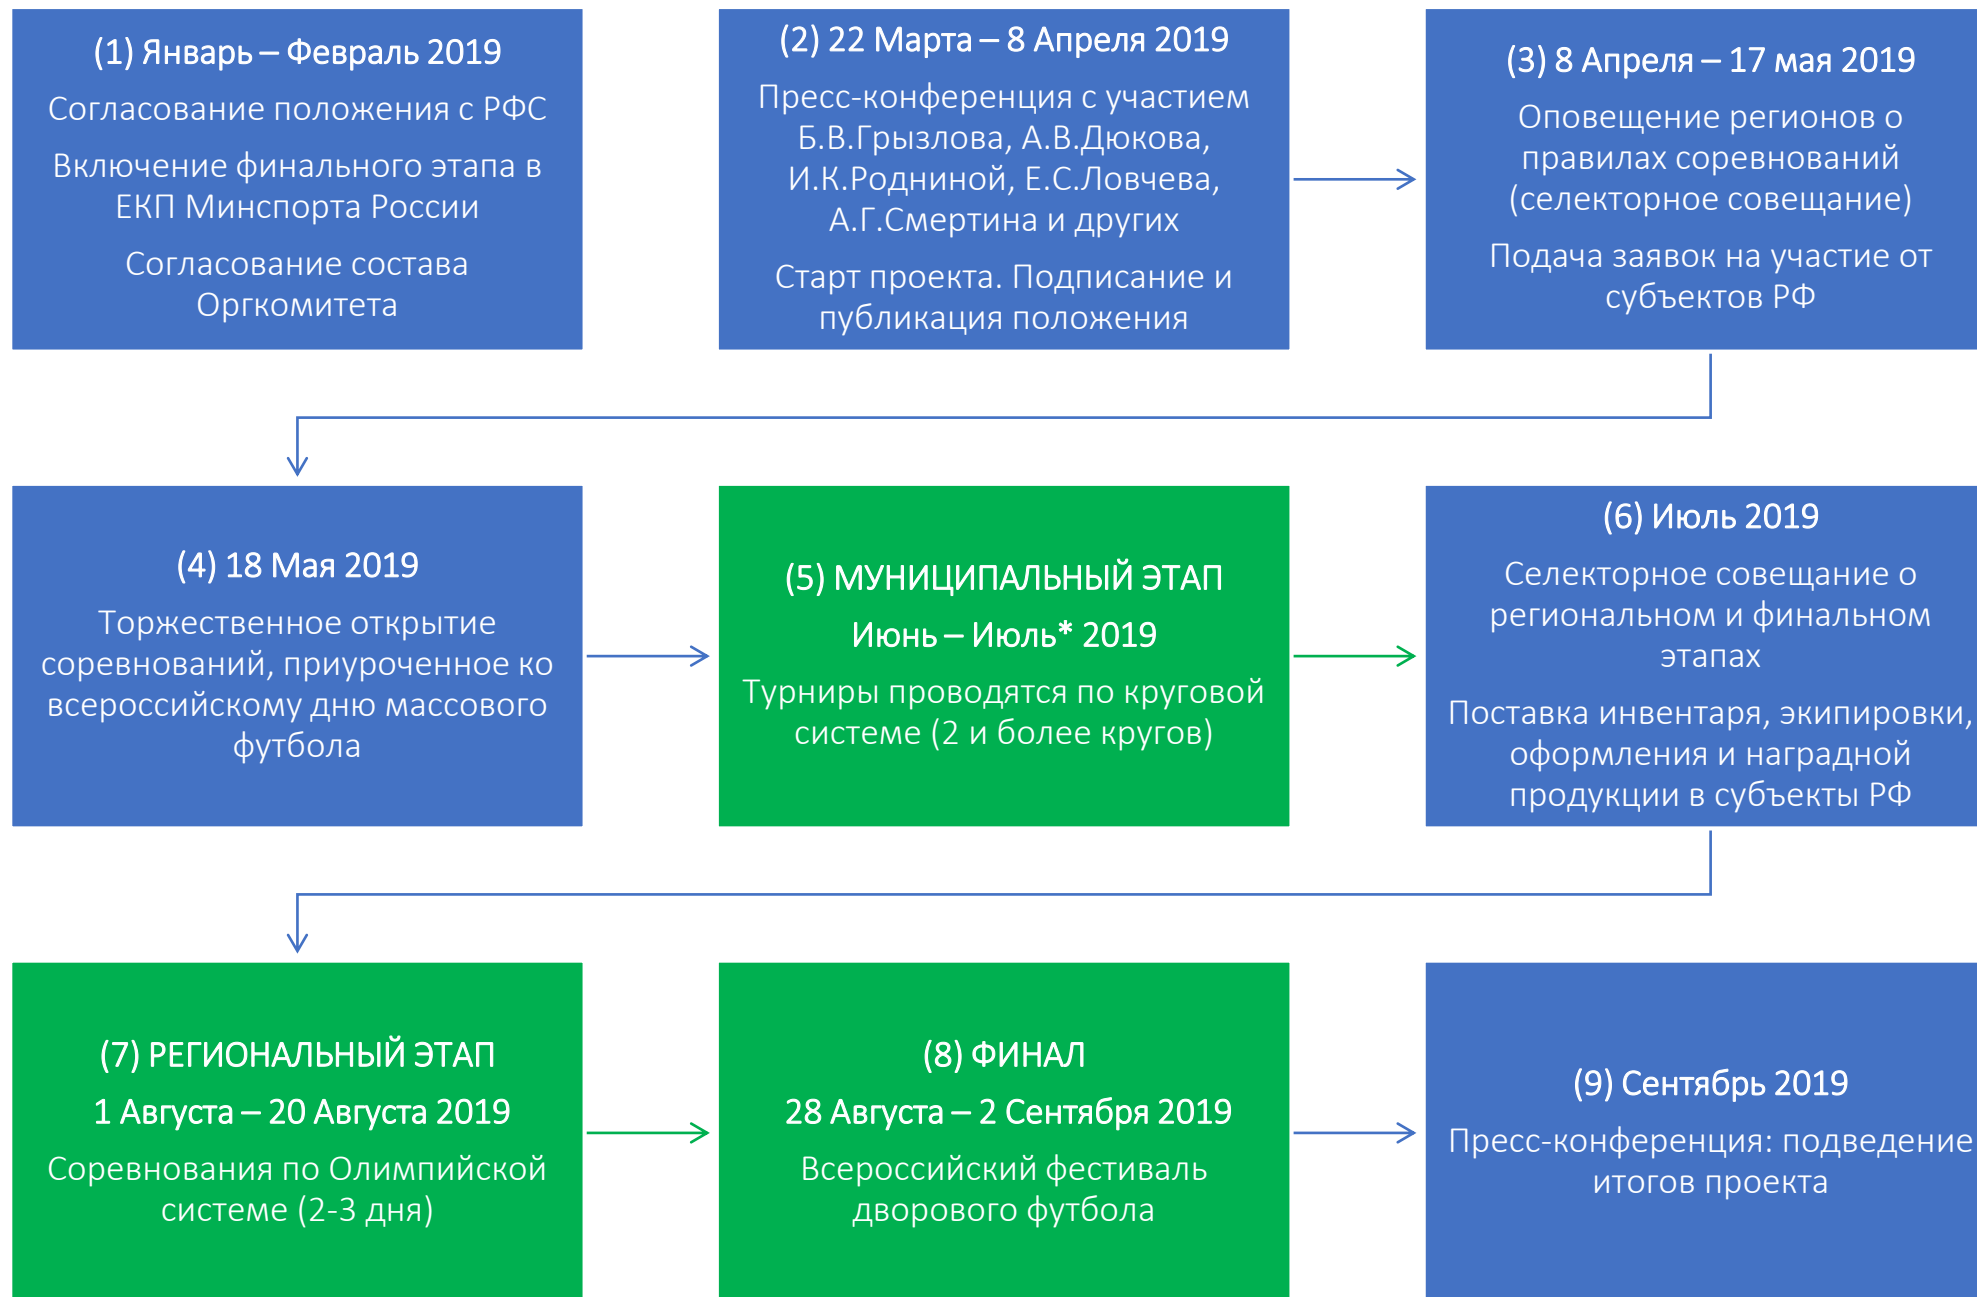 (1) Январь – Февраль 2019
Согласование положения с РФС
Включение финального этапа в
ЕКП Минспорта России
Согласование состава
Оргкомитета
(2) 22 Марта – 8 Апреля 2019
Пресс-конференция с участием
Б.В.Грызлова, А.В.Дюкова,
И.К.Родниной, Е.С.Ловчева,
А.Г.Смертина и других
Старт проекта. Подписание и
публикация положения
(3) 8 Апреля – 17 мая 2019
Оповещение регионов о
правилах соревнований
(селекторное совещание)
Подача заявок на участие от
субъектов РФ
(4) 18 Мая 2019
Торжественное открытие
соревнований, приуроченное ко
всероссийскому дню массового
футбола
(5) МУНИЦИПАЛЬНЫЙ ЭТАП
Июнь – Июль* 2019
Турниры проводятся по круговой
системе (2 и более кругов)
(6) Июль 2019
Селекторное совещание о
региональном и финальном
этапах
Поставка инвентаря, экипировки,
оформления и наградной
продукции в субъекты РФ
(7) РЕГИОНАЛЬНЫЙ ЭТАП
1 Августа – 20 Августа 2019
Соревнования по Олимпийской
системе (2-3 дня)
(8) ФИНАЛ
28 Августа – 2 Сентября 2019
Всероссийский фестиваль
дворового футбола
(9) Сентябрь 2019
Пресс-конференция: подведение
итогов проекта